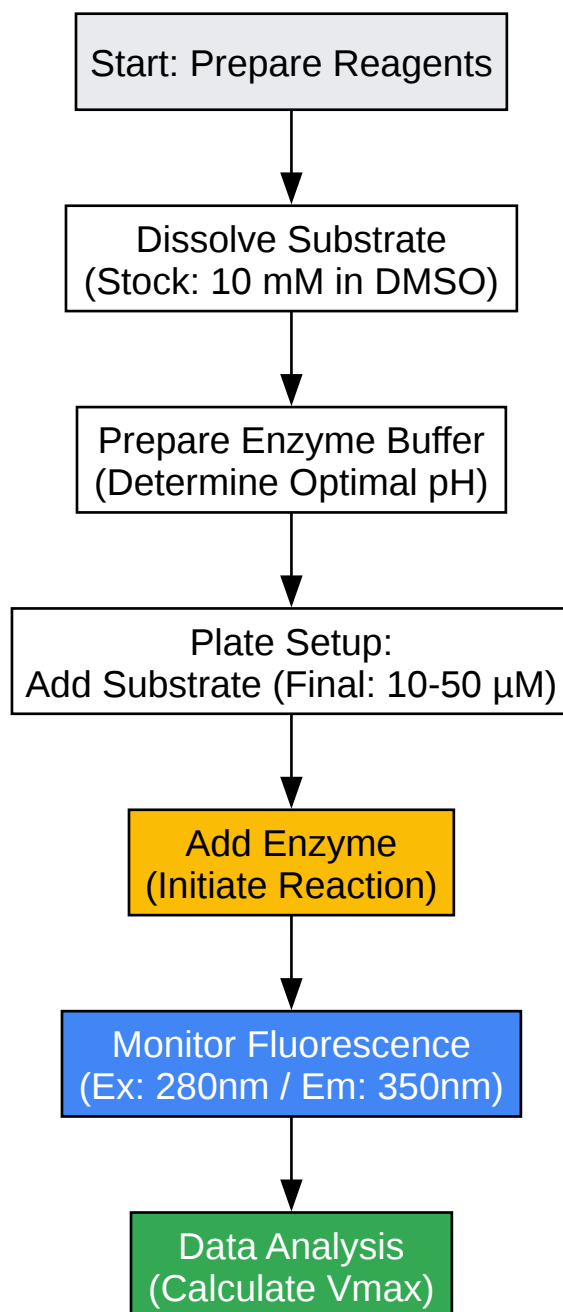 Start: Prepare Reagents
Dissolve Substrate
(Stock: 10 mM in DMSO)
Prepare Enzyme Buffer
(Determine Optimal pH)
Plate Setup:
Add Substrate (Final: 10-50 µM)
Add Enzyme
(Initiate Reaction)
Monitor Fluorescence
(Ex: 280nm / Em: 350nm)
Data Analysis
(Calculate Vmax)